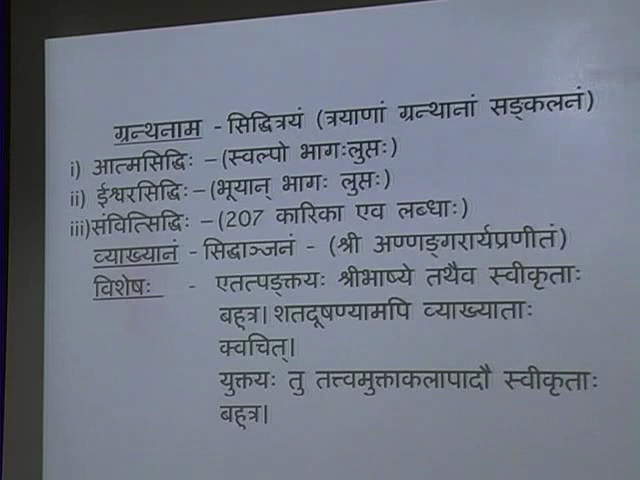 ग्रन्थनाम - सिद्धित्रयं (त्रयाणां ग्रन्थानां सङ्कलनं)
i) आत्मसिद्धिः – (स्वल्पो भागःलुप्तः)
ii) ईश्वरसिद्धिः – (भूयान् भागः लुप्तः)
iii)संवित्सिद्धिः – (207 कारिका एव लब्धाः)
व्याख्यानं - सिद्धाञ्जनं - (श्री अण्णङ्गरार्यप्रणीतं)
विशेषः - एतत्पङ्क्तयः श्रीभाष्ये तथैव स्वीकृताः
बहुत्र। शतदूषण्यामपि व्याख्याताः
क्वचित्।
युक्तयः तु तत्त्वमुक्ताकलापादौ स्वीकृताः
बहुत्र।